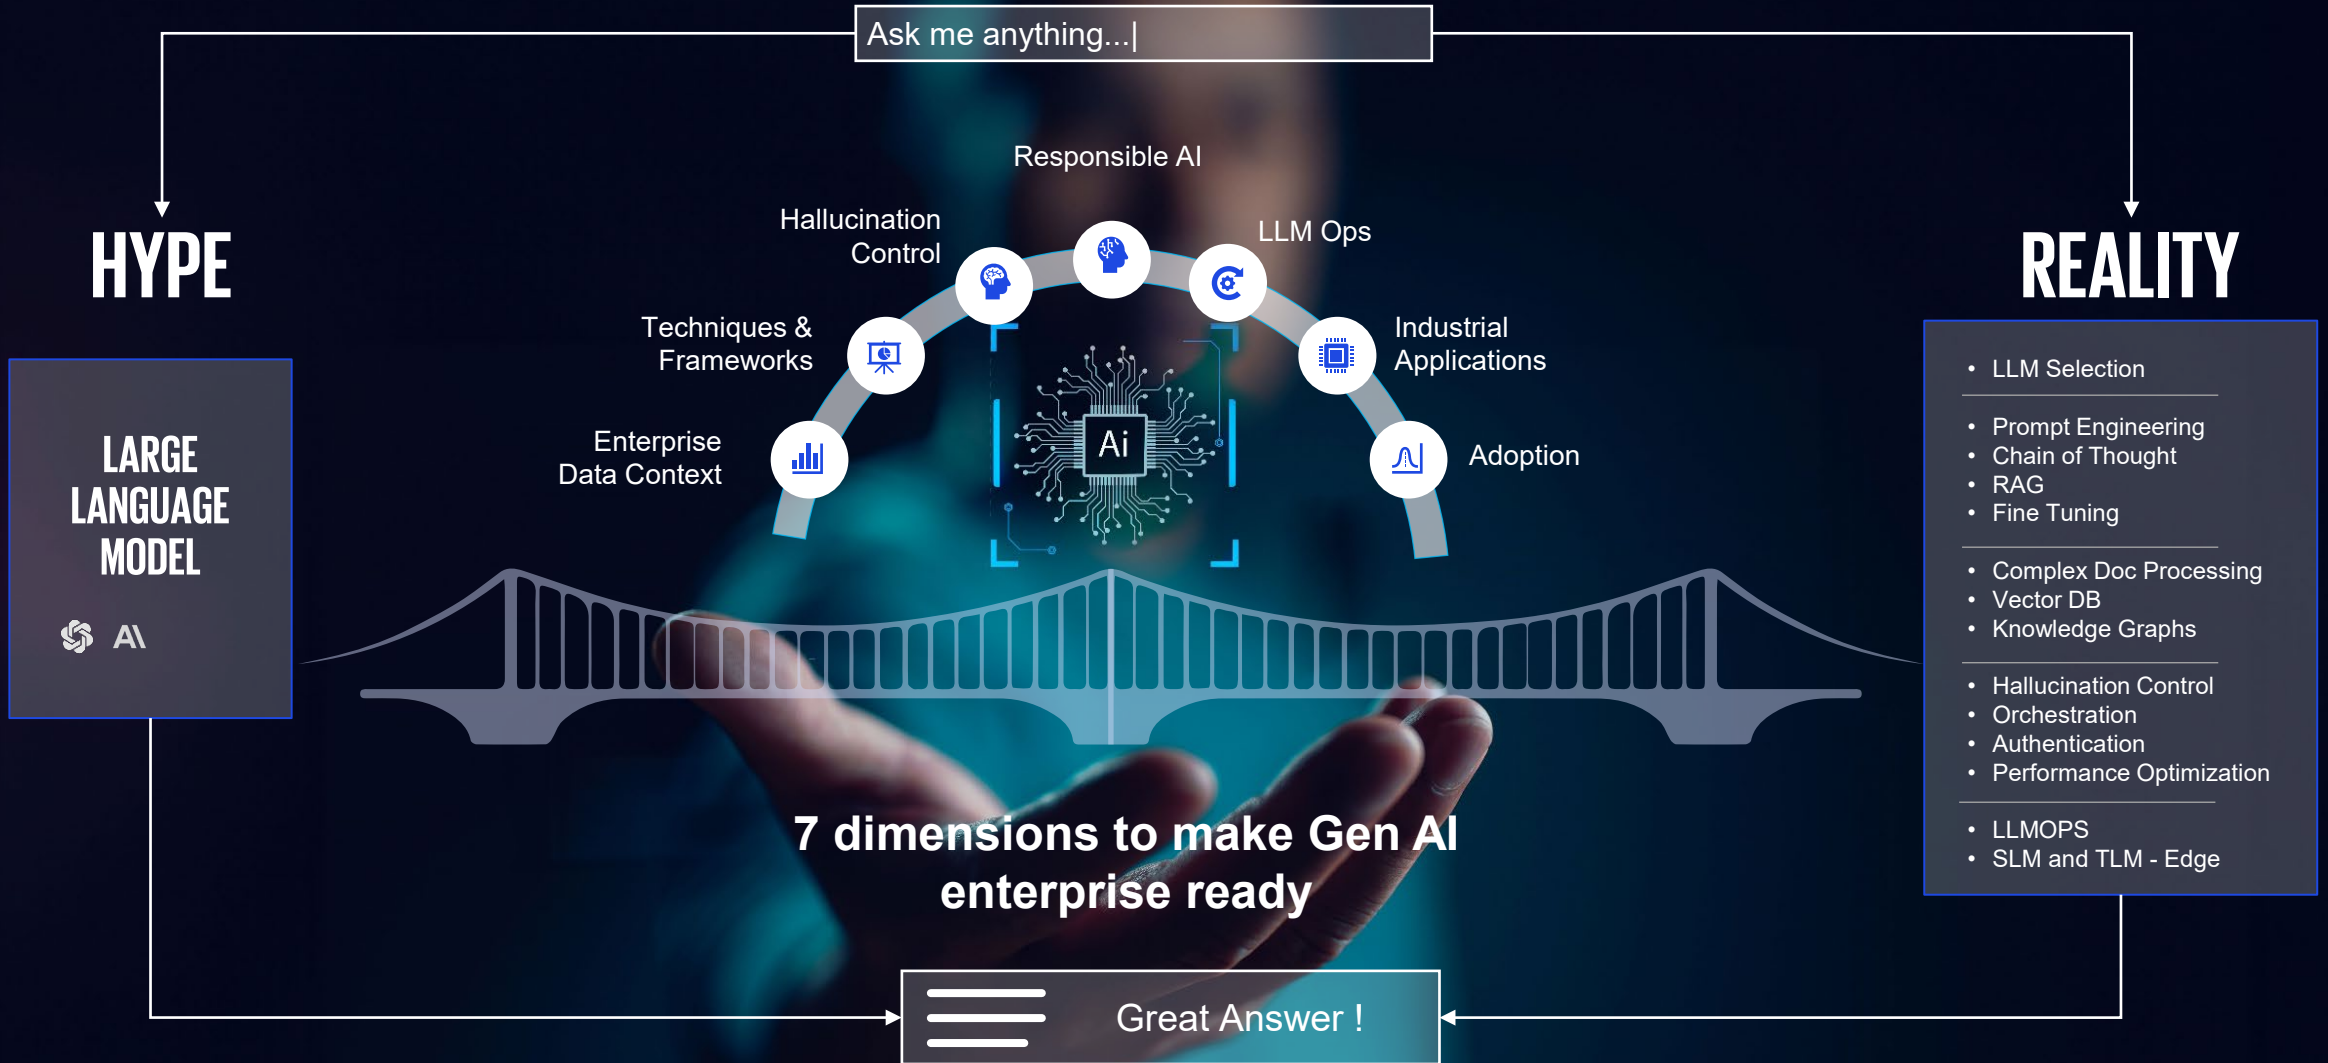 Ask me anything...|
HYPE
LARGE
LANGUAGE
MODEL
A\
Responsible AI
Hallucination
Control
LLM Ops
Techniques &
Frameworks
Industrial
Applications
Enterprise
Data Context
Adoption
Ai
7 dimensions to make Gen AI
enterprise ready
REALITY
• LLM Selection
• Prompt Engineering
• Chain of Thought
• RAG
• Fine Tuning
• Complex Doc Processing
• Vector DB
• Knowledge Graphs
• Hallucination Control
• Orchestration
• Authentication
• Performance Optimization
• LLMOPS
• SLM and TLM - Edge
Great Answer !